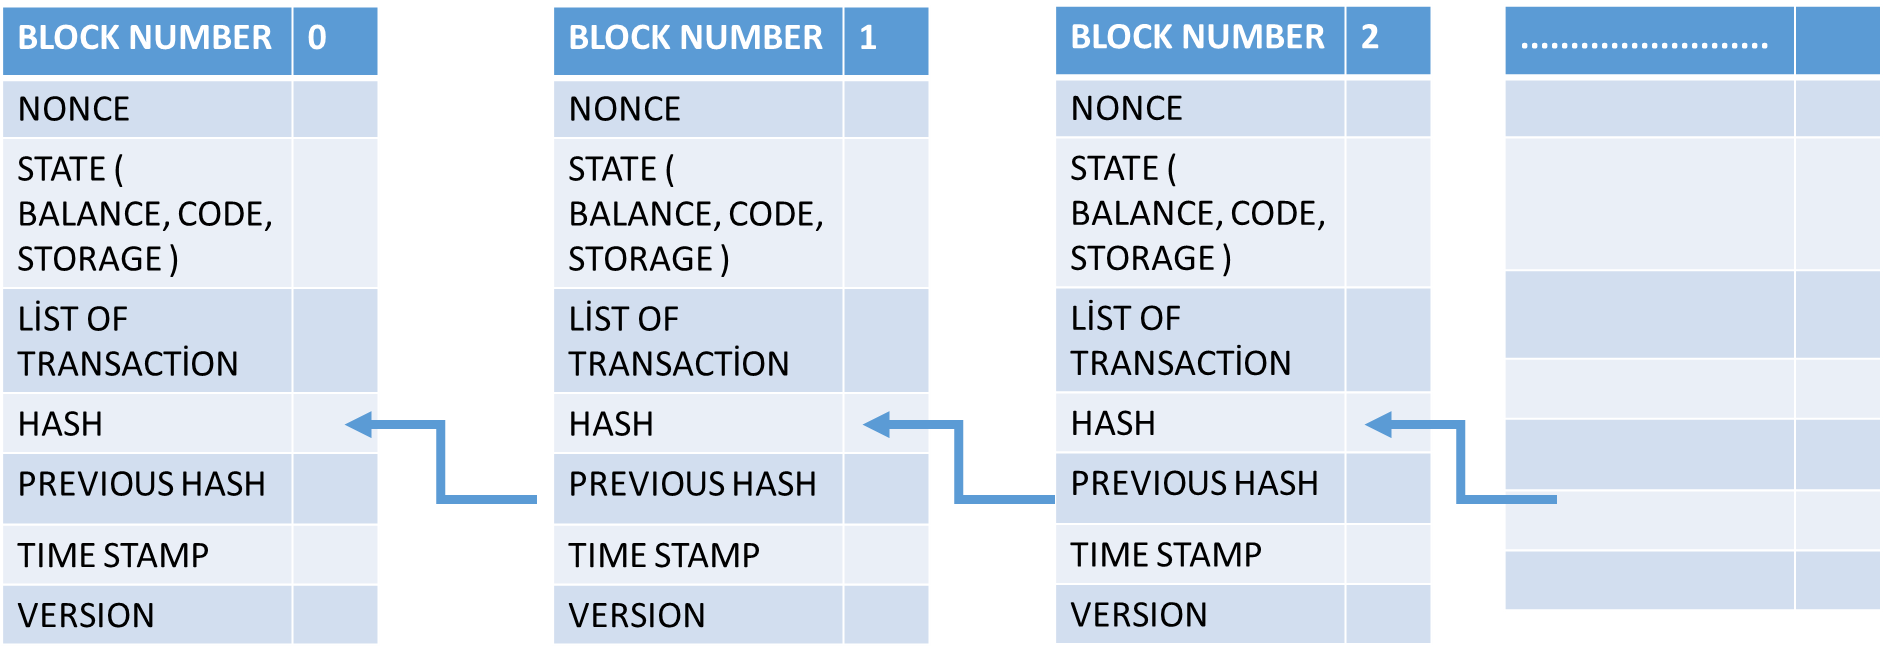 BLOCK NUMBER 0
NONCE
STATE (
BALANCE, CODE,
STORAGE )
LİST OF
TRANSACTİON
HASH
PREVIOUS HASH
TIME STAMP
VERSION
BLOCK NUMBER 1
NONCE
STATE (
BALANCE, CODE,
STORAGE )
LİST OF
TRANSACTİON
HASH
PREVIOUS HASH
TIME STAMP
VERSION
BLOCK NUMBER 2
NONCE
STATE (
BALANCE, CODE,
STORAGE )
LİST OF
TRANSACTİON
HASH
PREVIOUS HASH
TIME STAMP
VERSION
.........................